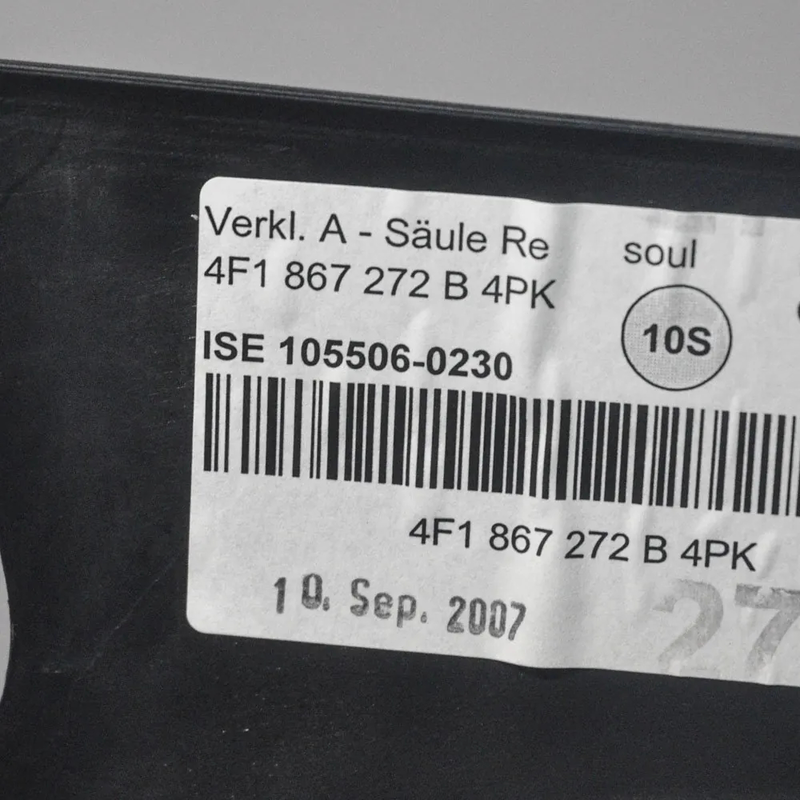 Verkl. A - Säule Re
soul
4F1 867 272 B 4PK
10S
ISE 105506-0230
4F1 867 272 B 4PK
10. Sep. 2007
27